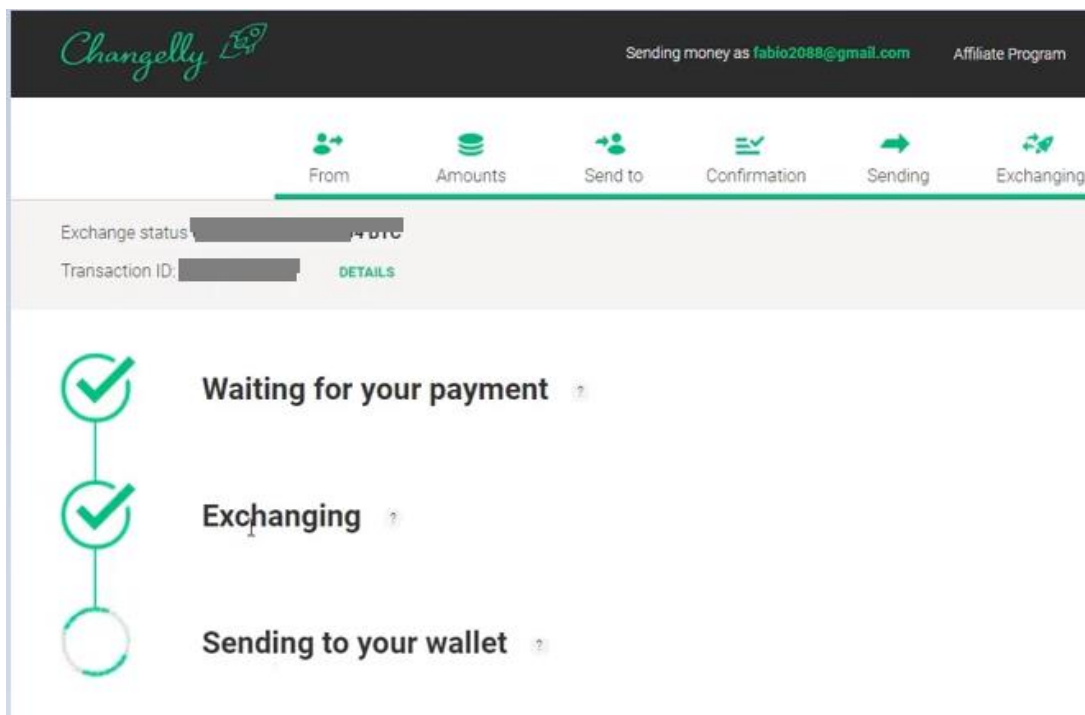 Changelly
Sending money as fabio2088@gmail.com Affiliate Program
From Amounts Send to Confirmation Sending Exchanging
Exchange status BTC
Transaction ID: DETAILS
Waiting for your payment ?
Exchanging ?
Sending to your wallet ?